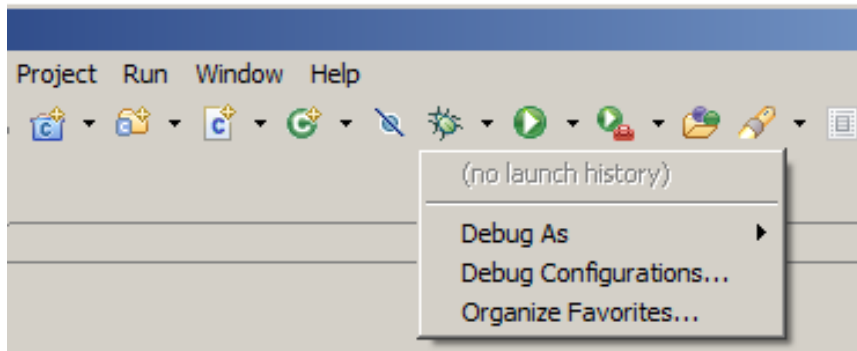 Project Run Window Help
(no launch history)
Debug As
Debug Configurations...
Organize Favorites...